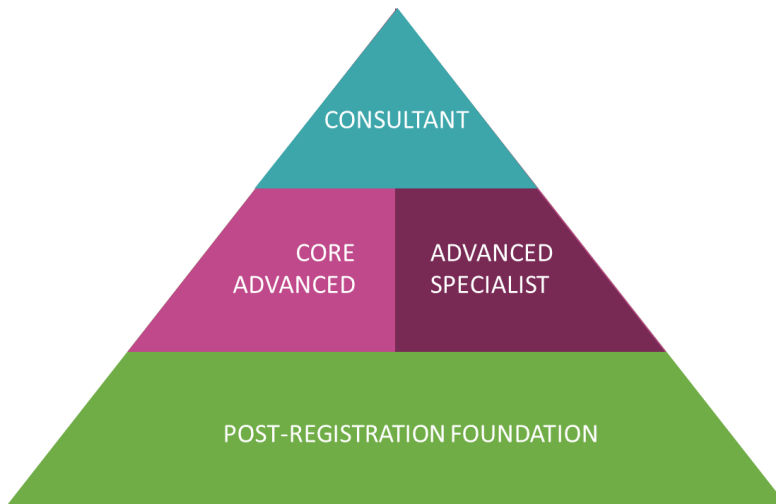 CONSULTANT
CORE
ADVANCED
ADVANCED
SPECIALIST
POST-REGISTRATION FOUNDATION